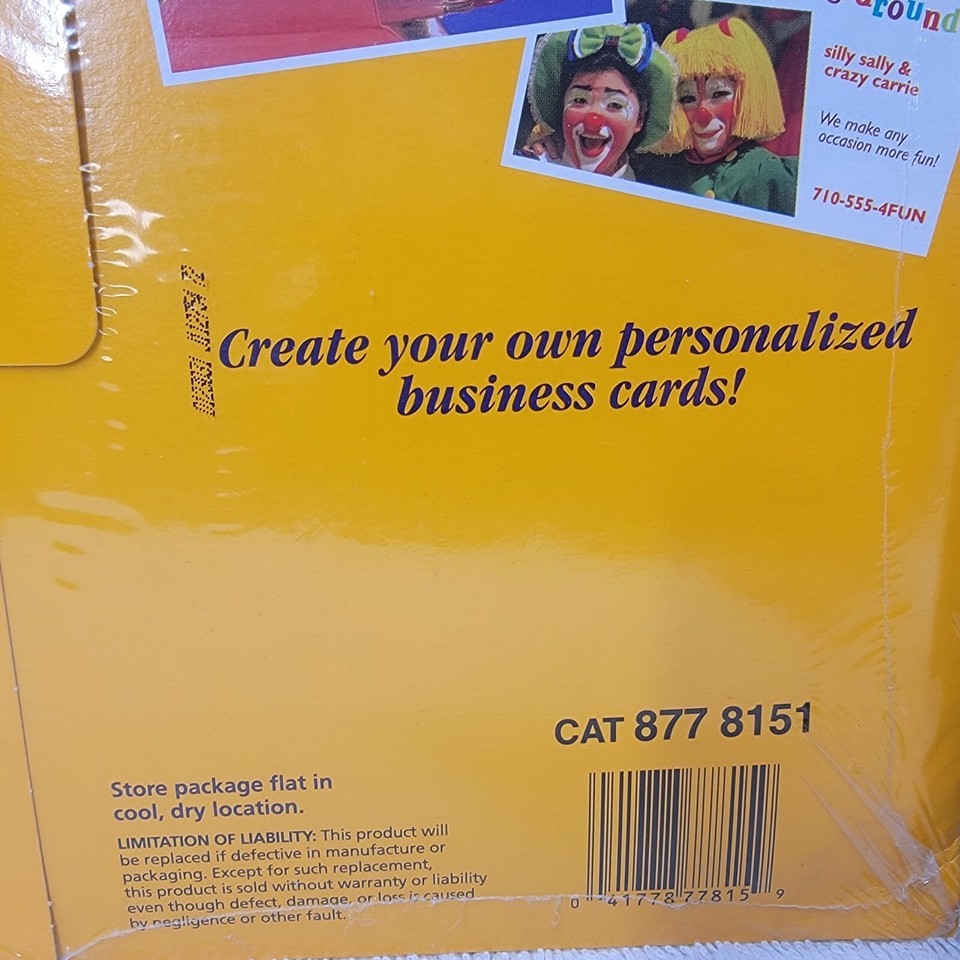 around
silly sally &
crazy carrie
We make any
occasion more fun!
710-555-4FUN
Create your own personalized
business cards!
CAT 877 8151
Store package flat in
cool, dry location.
LIMITATION OF LIABILITY: This product will
be replaced if defective in manufacture or
packaging. Except for such replacement,
this product is sold without warranty or liability
even though defect, damage, or loss is caused
by negligence or other fault.
0 41778 77815 9